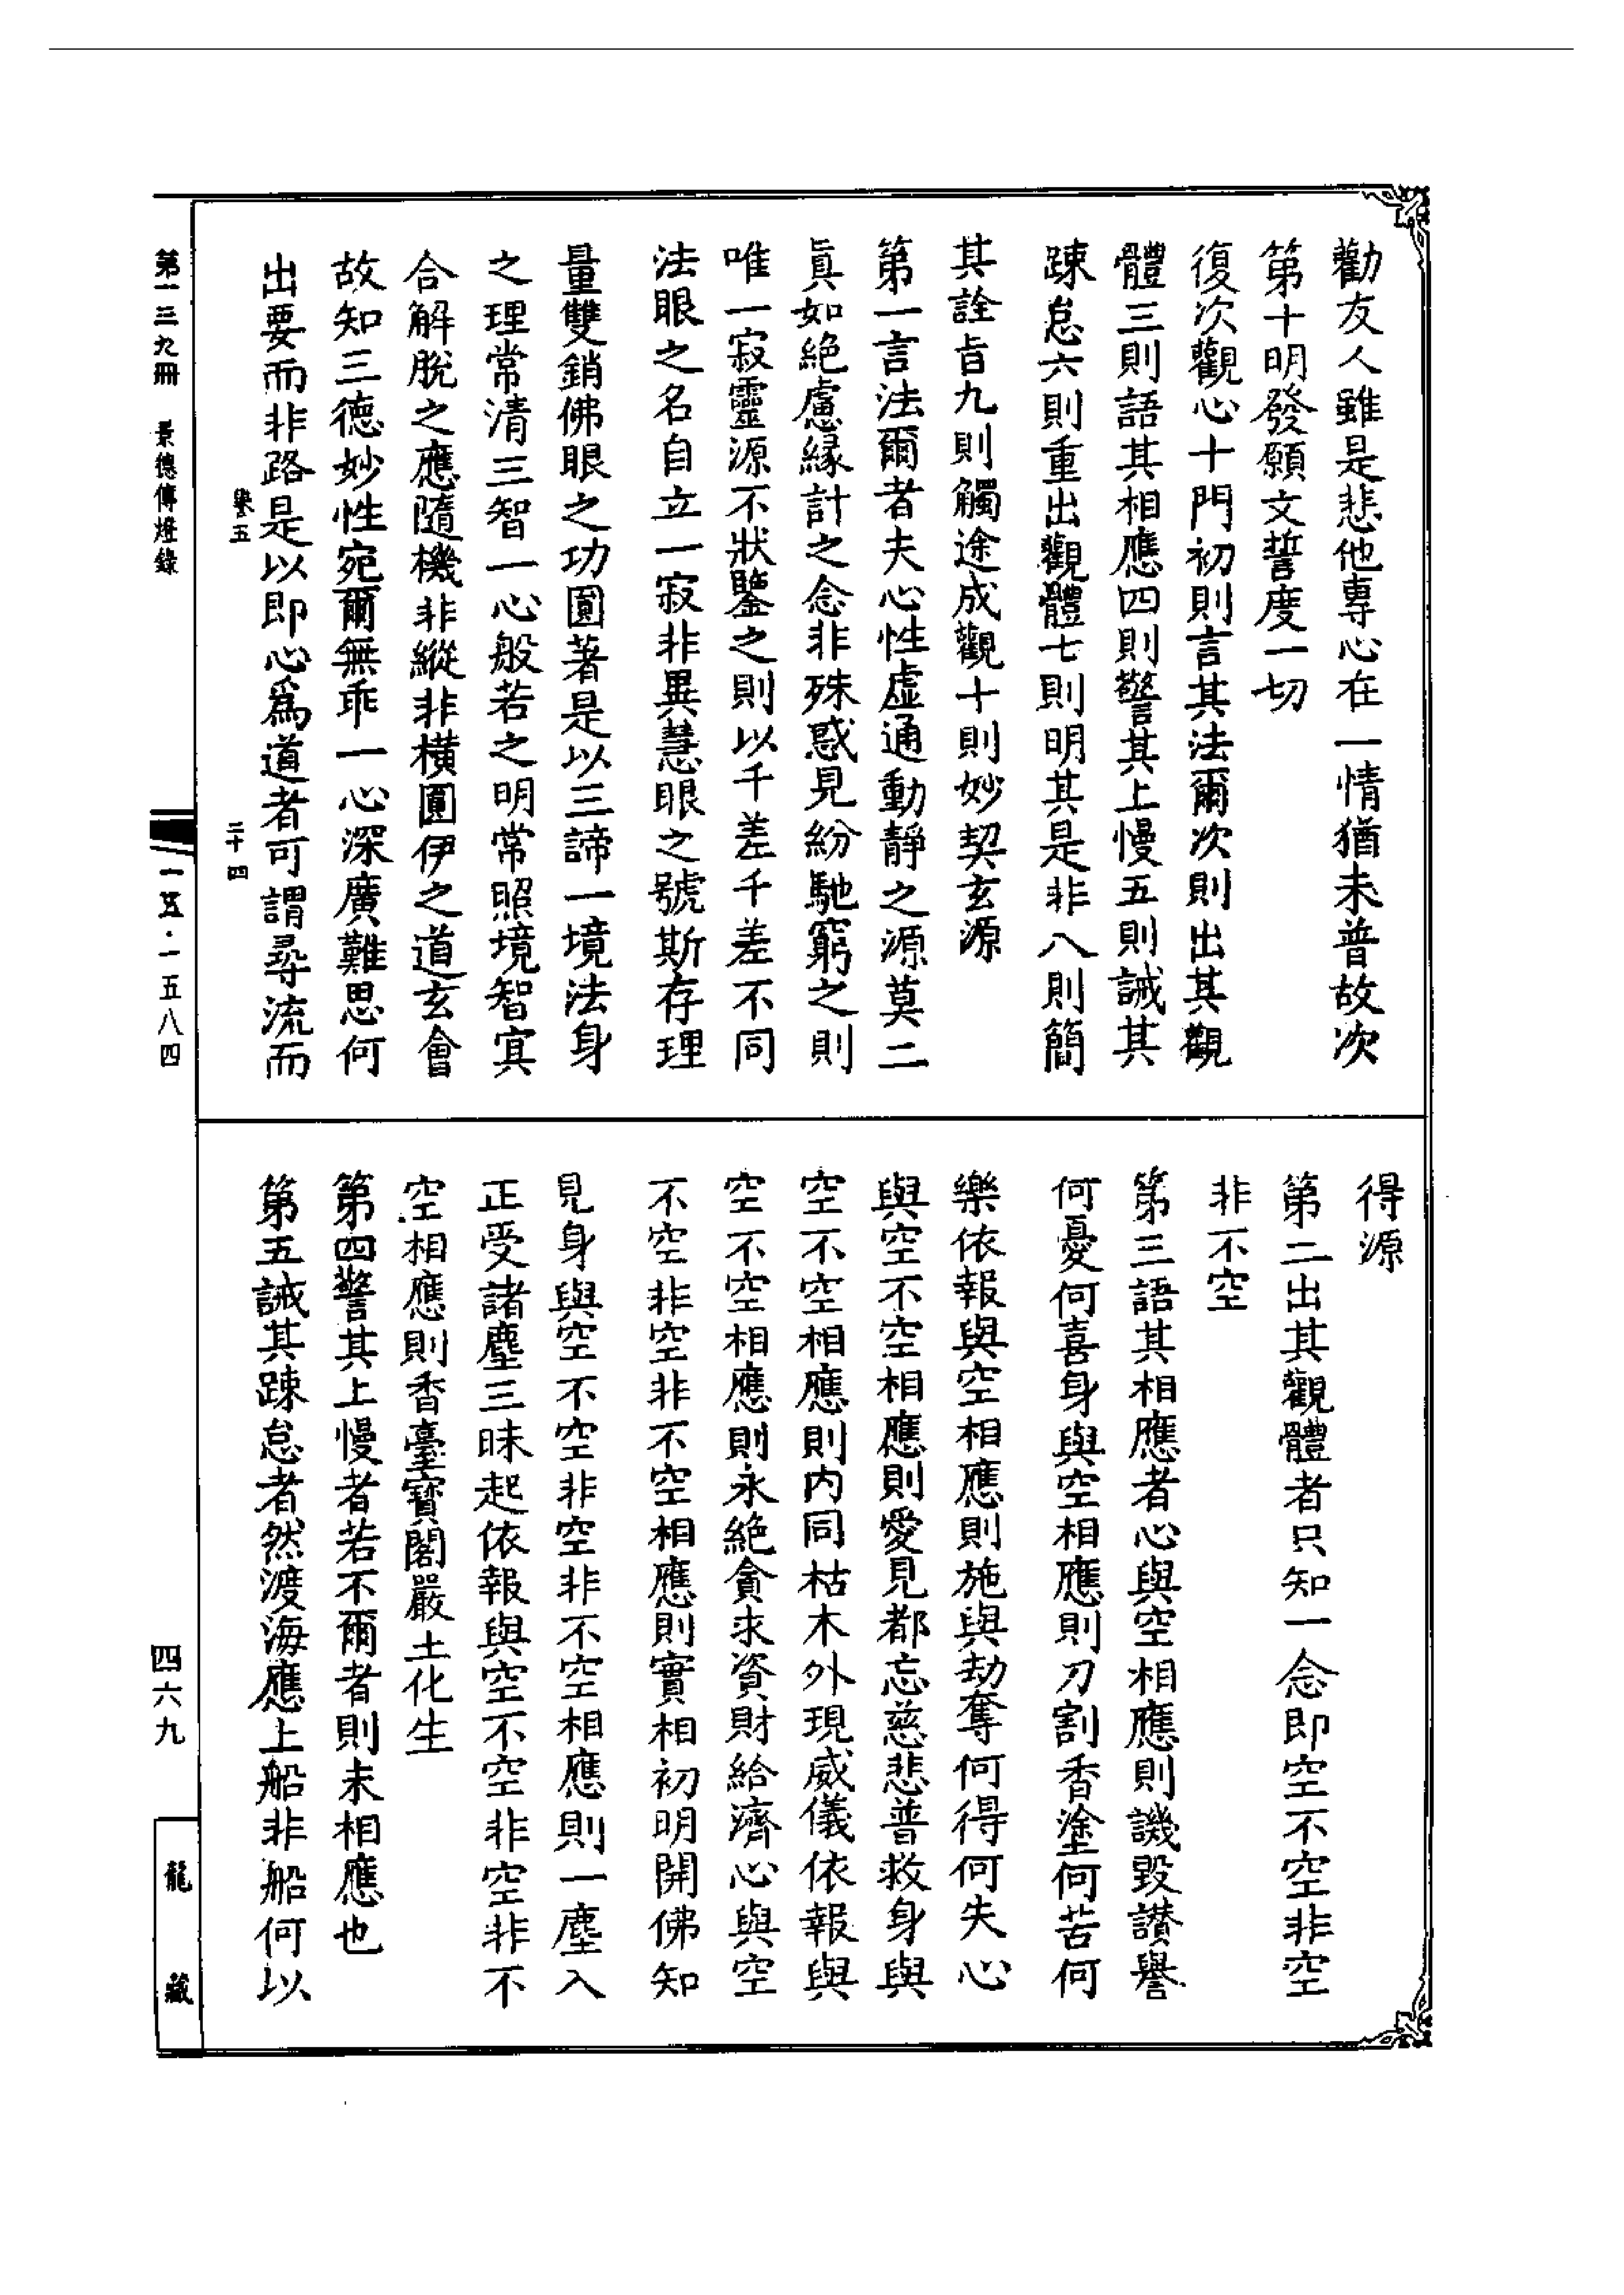 勸友人雖是悲他專心在一情猶未普故次
第十明發願文誓度一切
復次觀心十門初則言其法爾次則出其觀
體三則語其相應四則警其上慢五則誡其
踈怠六則重出觀體七則明其是非八則簡
其詮旨九則觸途成觀十則妙契玄源
第一言法爾者夫心性虛通動靜之源莫二
眞如絶慮縁計之念非殊惑見紛馳窮之則
唯一寂靈源不狀鑒之則以千差千差不同
法眼之名自立一寂非異慧眼之號斯存理
量雙銷佛眼之功圓著是以三諦一境法身
之理常清三智一心般若之明常照境智冥
合解脫之應隨機非縱非橫圓伊之道玄會
故知三德妙性宛爾無乖一心深廣難思何
出要而非路是以即心爲道者可謂尋流而
得源
第二出其觀體者只知一念即空不空非空
非不空
第三語其相應者心與空相應則譏毀讃譽
何憂何喜身與空相應則刀割香塗何苦何
樂依報與空相應則施與劫奪何得何失心
與空不空相應則愛見都忘慈悲普救身與
空不空相應則内同枯木外現威儀依報與
空不空相應則永絶貪求資財給濟心與空
不空非空非不空相應則實相初明開佛知
見身與空不空非空非不空相應則一塵入
正受諸塵三昧起依報與空不空非空非不
空相應則香臺寶閣嚴土化生
第四警其上慢者若不爾者則未相應也
第五誡其踈怠者然渡海應上船非船何以
卷五
二十四
第一三九冊 景德傳燈錄
一五·一五八四
四六九
龍藏